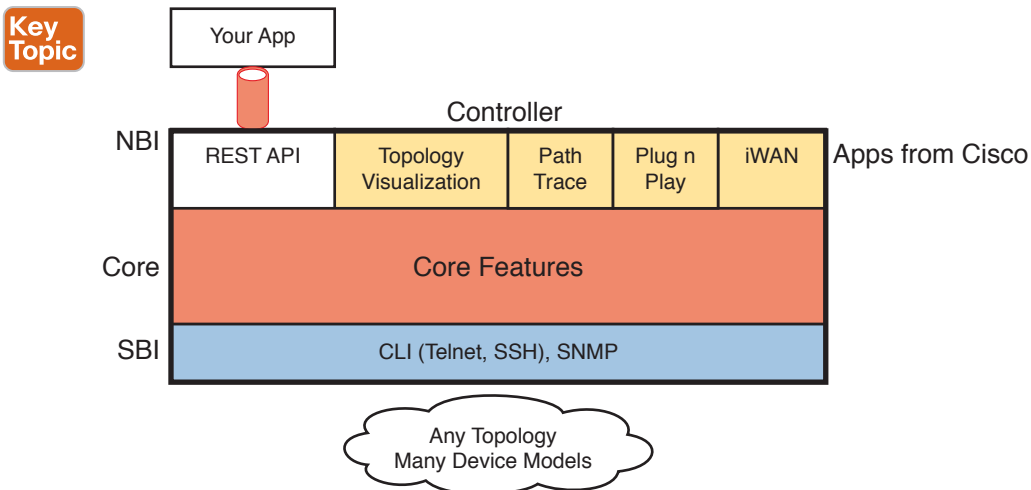 Key
Topic
Your App
Controller
NBI
REST API
Topology
Visualization
Path
Trace
Plug n
Play
iWAN
Apps from Cisco
Core
Core Features
SBI
CLI (Telnet, SSH), SNMP
Any Topology
Many Device Models